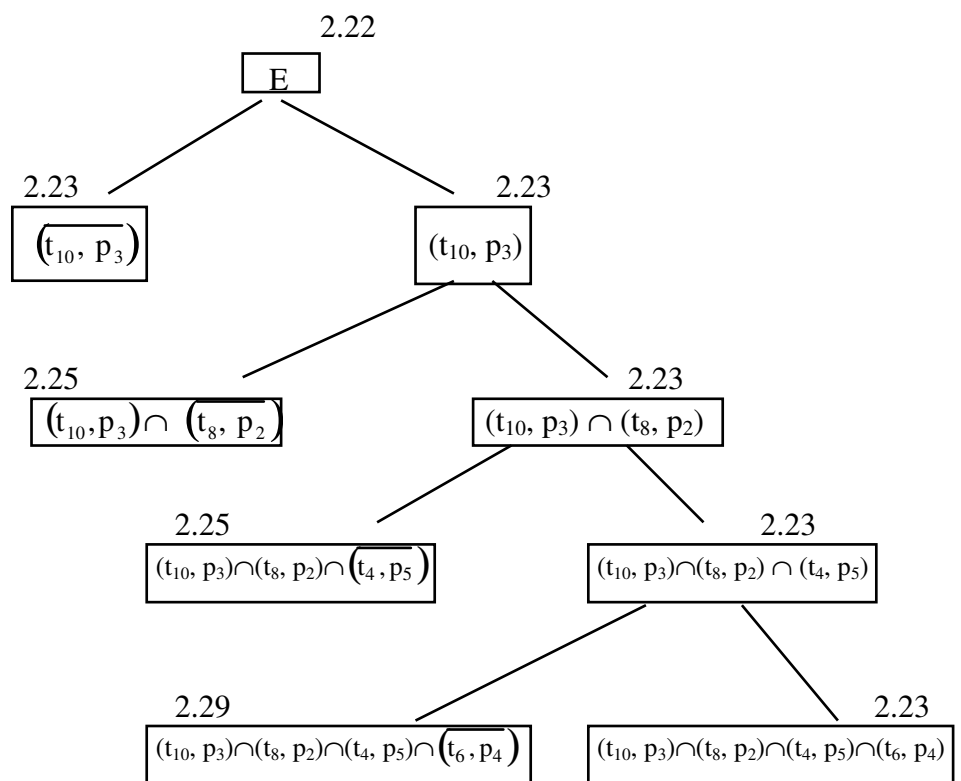 2.22
E
2.23 2.23
(t₁₀, p₃)̅ (t₁₀, p₃)
2.25 2.23
(t₁₀,p₃)∩ (t₈, p₂)̅ (t₁₀, p₃) ∩ (t₈, p₂)
2.25 2.23
(t₁₀, p₃)∩(t₈, p₂)∩(t₄,p₅)̅ (t₁₀, p₃)∩(t₈, p₂) ∩ (t₄, p₅)
2.29 2.23
(t₁₀, p₃)∩(t₈, p₂)∩(t₄, p₅)∩(t₆,p₄)̅ (t₁₀, p₃)∩(t₈, p₂)∩(t₄, p₅)∩(t₆, p₄)